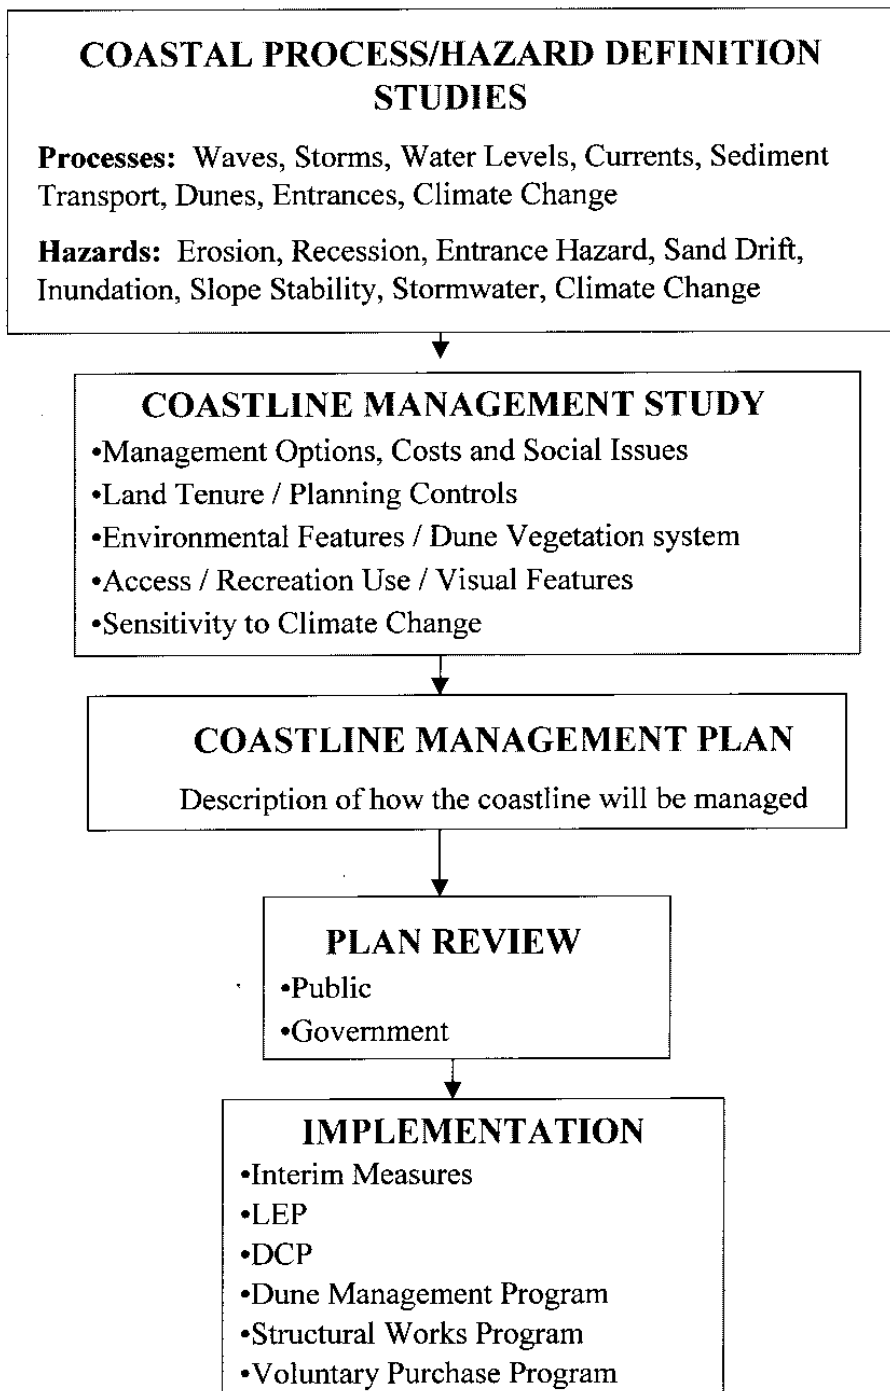 COASTAL PROCESS/HAZARD DEFINITION
STUDIES
Processes: Waves, Storms, Water Levels, Currents, Sediment
Transport, Dunes, Entrances, Climate Change
Hazards: Erosion, Recession, Entrance Hazard, Sand Drift,
Inundation, Slope Stability, Stormwater, Climate Change
COASTLINE MANAGEMENT STUDY
•Management Options, Costs and Social Issues
•Land Tenure / Planning Controls
•Environmental Features / Dune Vegetation system
•Access / Recreation Use / Visual Features
•Sensitivity to Climate Change
COASTLINE MANAGEMENT PLAN
Description of how the coastline will be managed
PLAN REVIEW
•Public
•Government
IMPLEMENTATION
•Interim Measures
•LEP
•DCP
•Dune Management Program
•Structural Works Program
•Voluntary Purchase Program